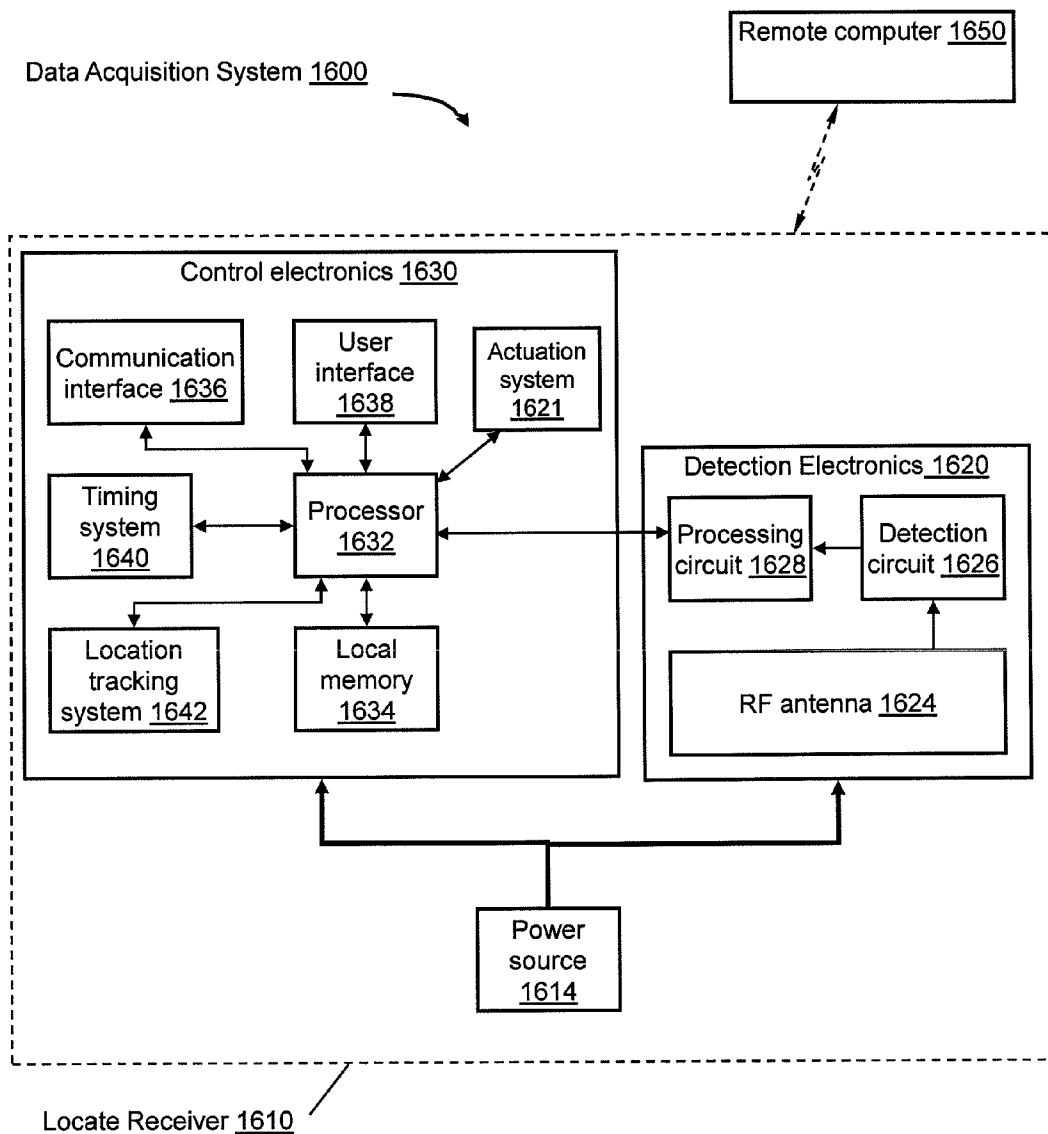 Remote computer 1650
Data Acquisition System 1600
Control electronics 1630
Communication
interface 1636
User
interface
1638
Actuation
system
1621
Timing
system
1640
Processor
1632
Location
tracking
system 1642
Local
memory
1634
Detection Electronics 1620
Processing
circuit 1628
Detection
circuit 1626
RF antenna 1624
Power
source
1614
Locate Receiver 1610